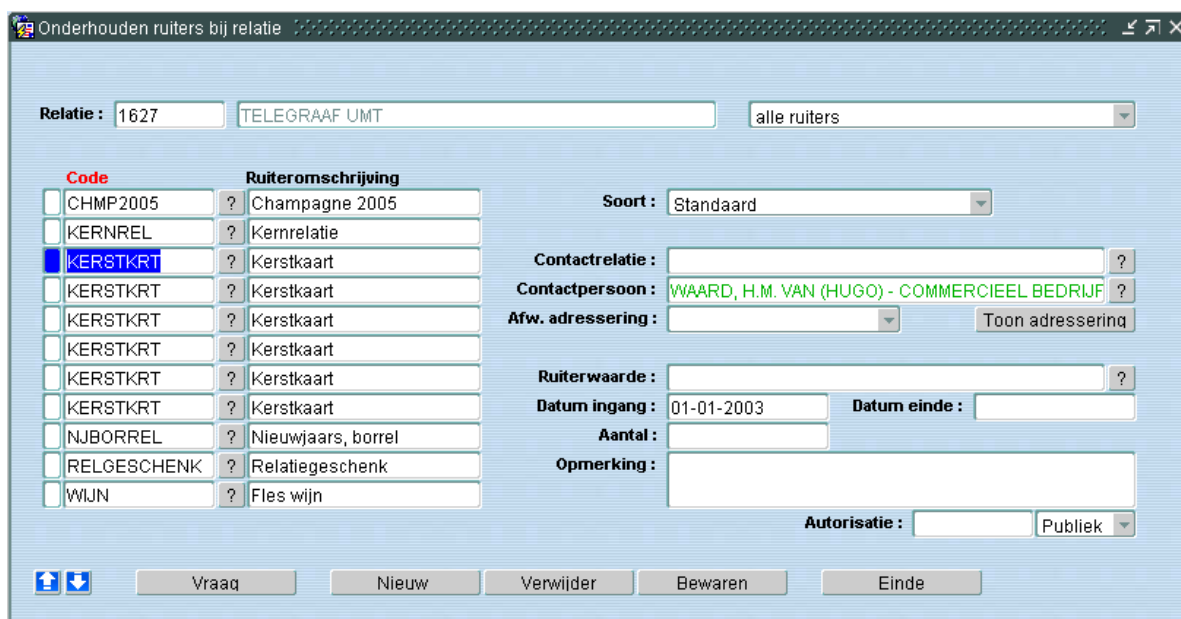 Onderhouden ruiters bij relatie
Relatie : 1627 TELEGRAAF UMT alle ruiters
Code Ruiteromschrijving
CHMP2005 ? Champagne 2005 Soort : Standaard
KERNREL ? Kernrelatie
KERSTKRT ? Kerstkaart Contactrelatie : ?
KERSTKRT ? Kerstkaart Contactpersoon : WAARD, H.M. VAN (HUGO) - COMMERCIEEL BEDRIJF ?
KERSTKRT ? Kerstkaart Afw. adressering : Toon adressering
KERSTKRT ? Kerstkaart
KERSTKRT ? Kerstkaart Ruiterwaarde : ?
KERSTKRT ? Kerstkaart Datum ingang : 01-01-2003 Datum einde :
NJBORREL ? Nieuwjaars, borrel Aantal :
RELGESCHENK ? Relatiegeschenk Opmerking :
WIJN ? Fles wijn
Autorisatie : Publiek
Vraag Nieuw Verwijder Bewaren Einde